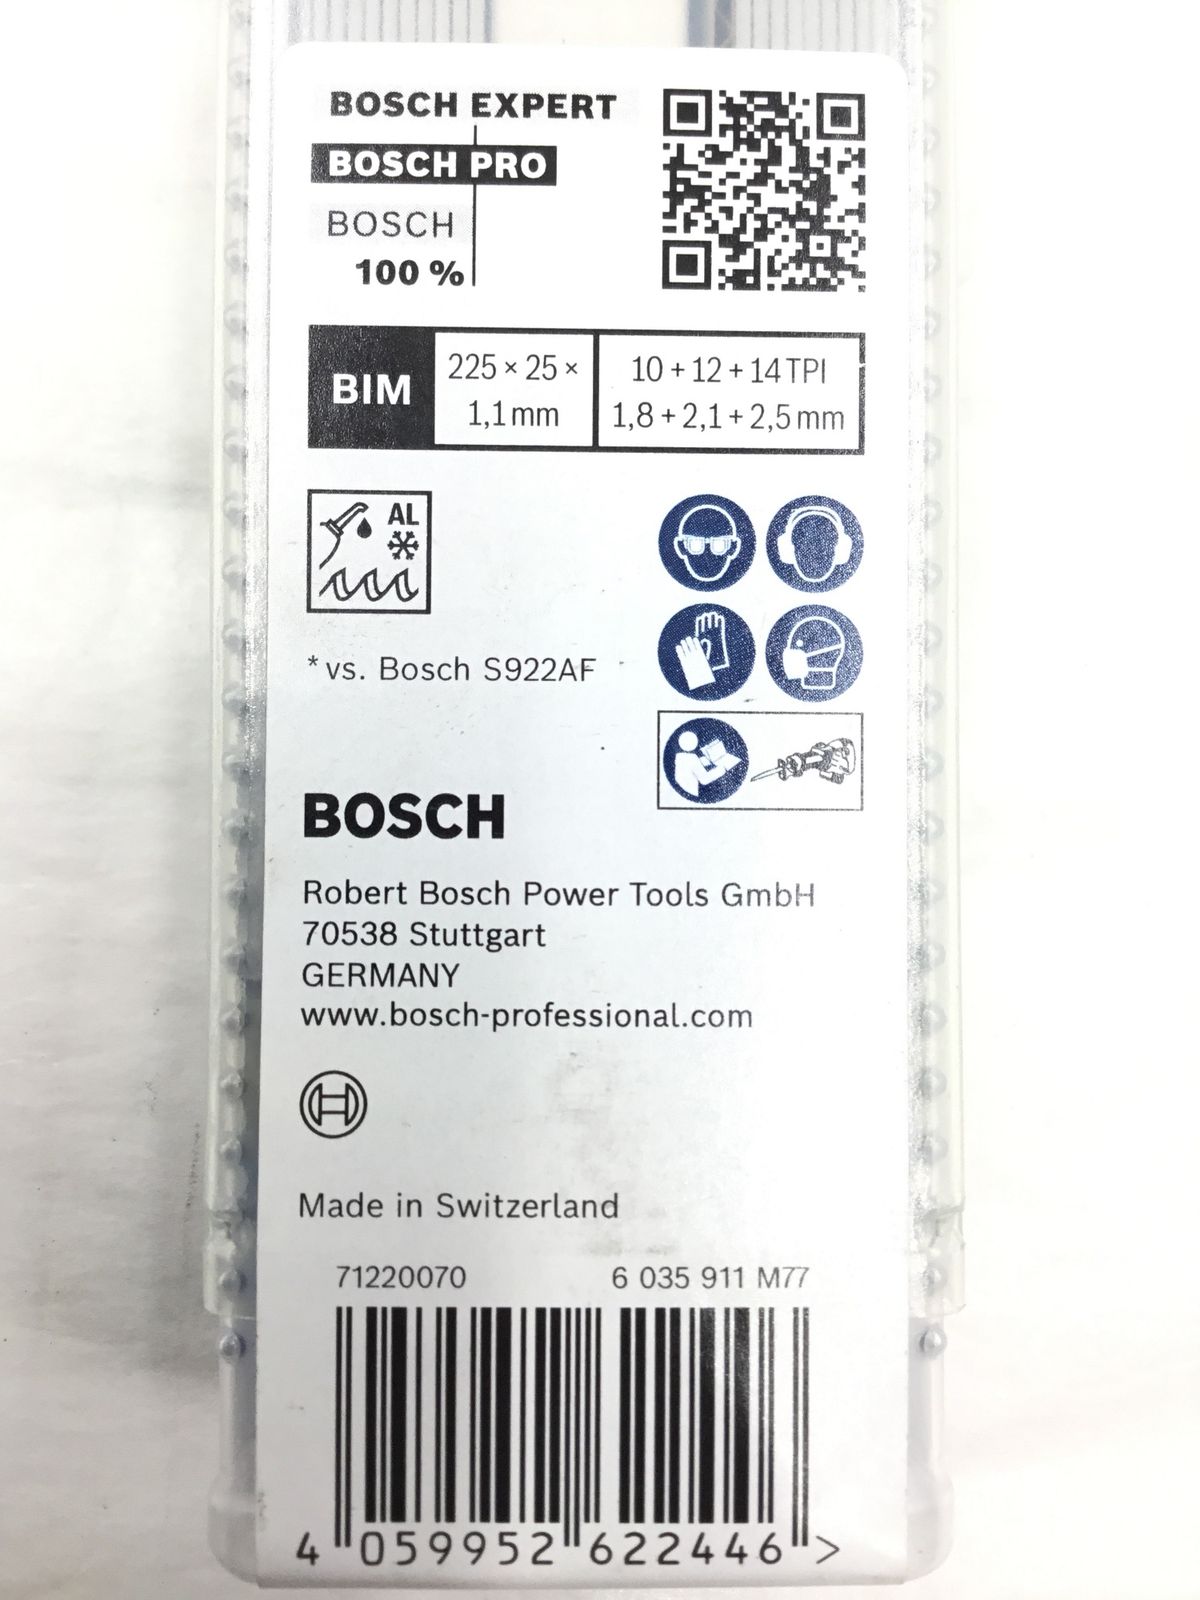 BOSCH EXPERT
BOSCH PRO
BOSCH
100 %
BIM
225 × 25 ×
1,1 mm
10 + 12 + 14 TPI
1,8 + 2,1 + 2,5 mm
AL
* vs. Bosch S922AF
BOSCH
Robert Bosch Power Tools GmbH
70538 Stuttgart
GERMANY
www.bosch-professional.com
Made in Switzerland
71220070 6 035 911 M77
4 059952 622446 >